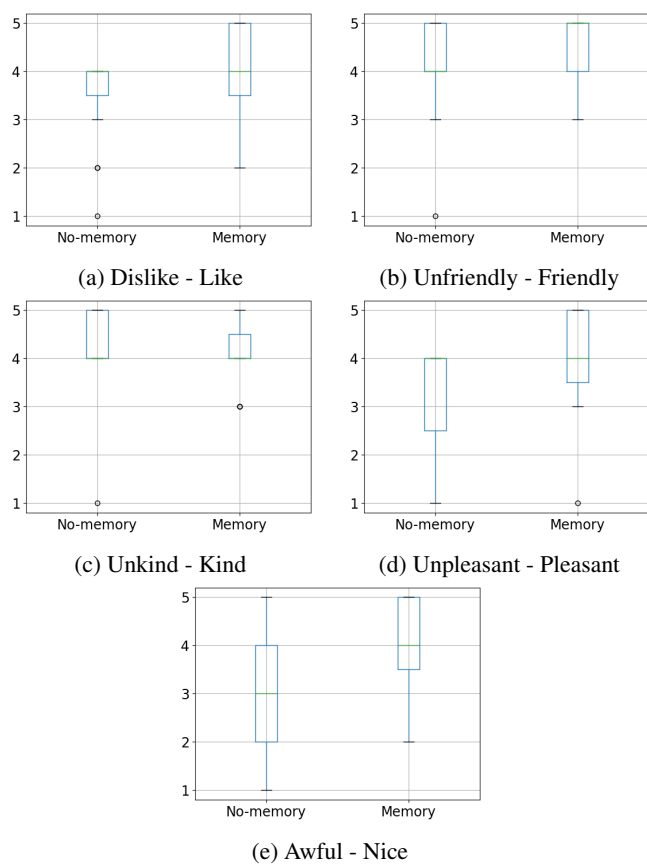 5
4
3
2
1
No-memory Memory
(a) Dislike - Like
5
4
3
2
1
No-memory Memory
(b) Unfriendly - Friendly
5
4
3
2
1
No-memory Memory
(c) Unkind - Kind
5
4
3
2
1
No-memory Memory
(d) Unpleasant - Pleasant
5
4
3
2
1
No-memory Memory
(e) Awful - Nice